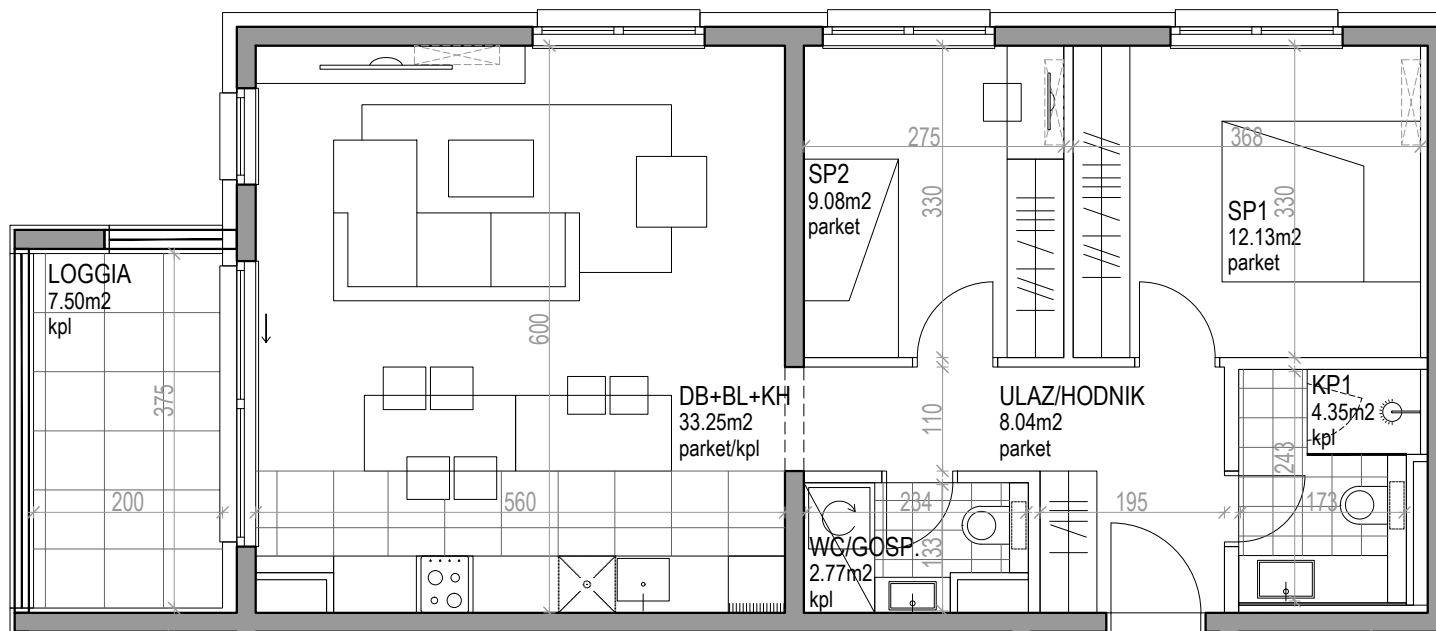 275
368
SP2
9.08m2
parket
330
SP1
12.13m2
parket
330
LOGGIA
7.50m2
kpl
375
200
600
560
DB+BL+KH
33.25m2
parket/kpl
ULAZ/HODNIK
8.04m2
parket
110
KP1
4.35m2
kpl
243
173
234
195
WC/GOSP.
2.77m2
kpl
133